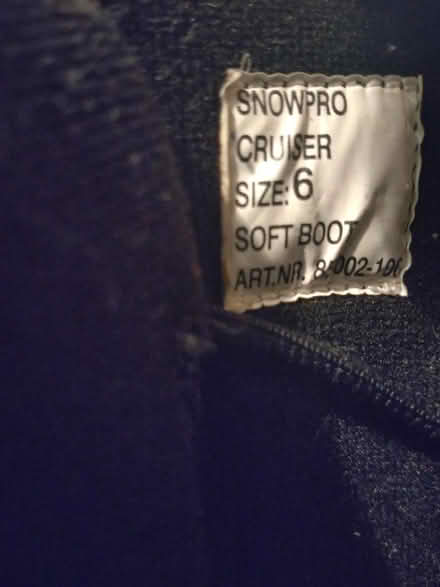 SNOWPRO
CRUISER
SIZE: 6
SOFT BOOT
ART.NR.